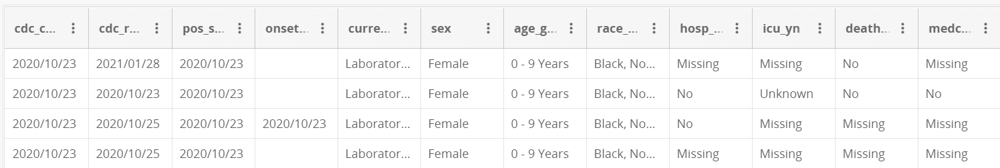 cdc_c... cdc_r... pos_s... onset... curre... sex age_g... race_... hosp_... icu_yn death... medc...
2020/10/23 2021/01/28 2020/10/23 Laborator... Female 0 - 9 Years Black, No... Missing Missing No Missing
2020/10/23 2020/10/23 2020/10/23 Laborator... Female 0 - 9 Years Black, No... No Unknown No No
2020/10/23 2020/10/25 2020/10/23 2020/10/23 Laborator... Female 0 - 9 Years Black, No... No Missing Missing Missing
2020/10/23 2020/10/25 2020/10/23 Laborator... Female 0 - 9 Years Black, No... Missing Missing Missing Missing